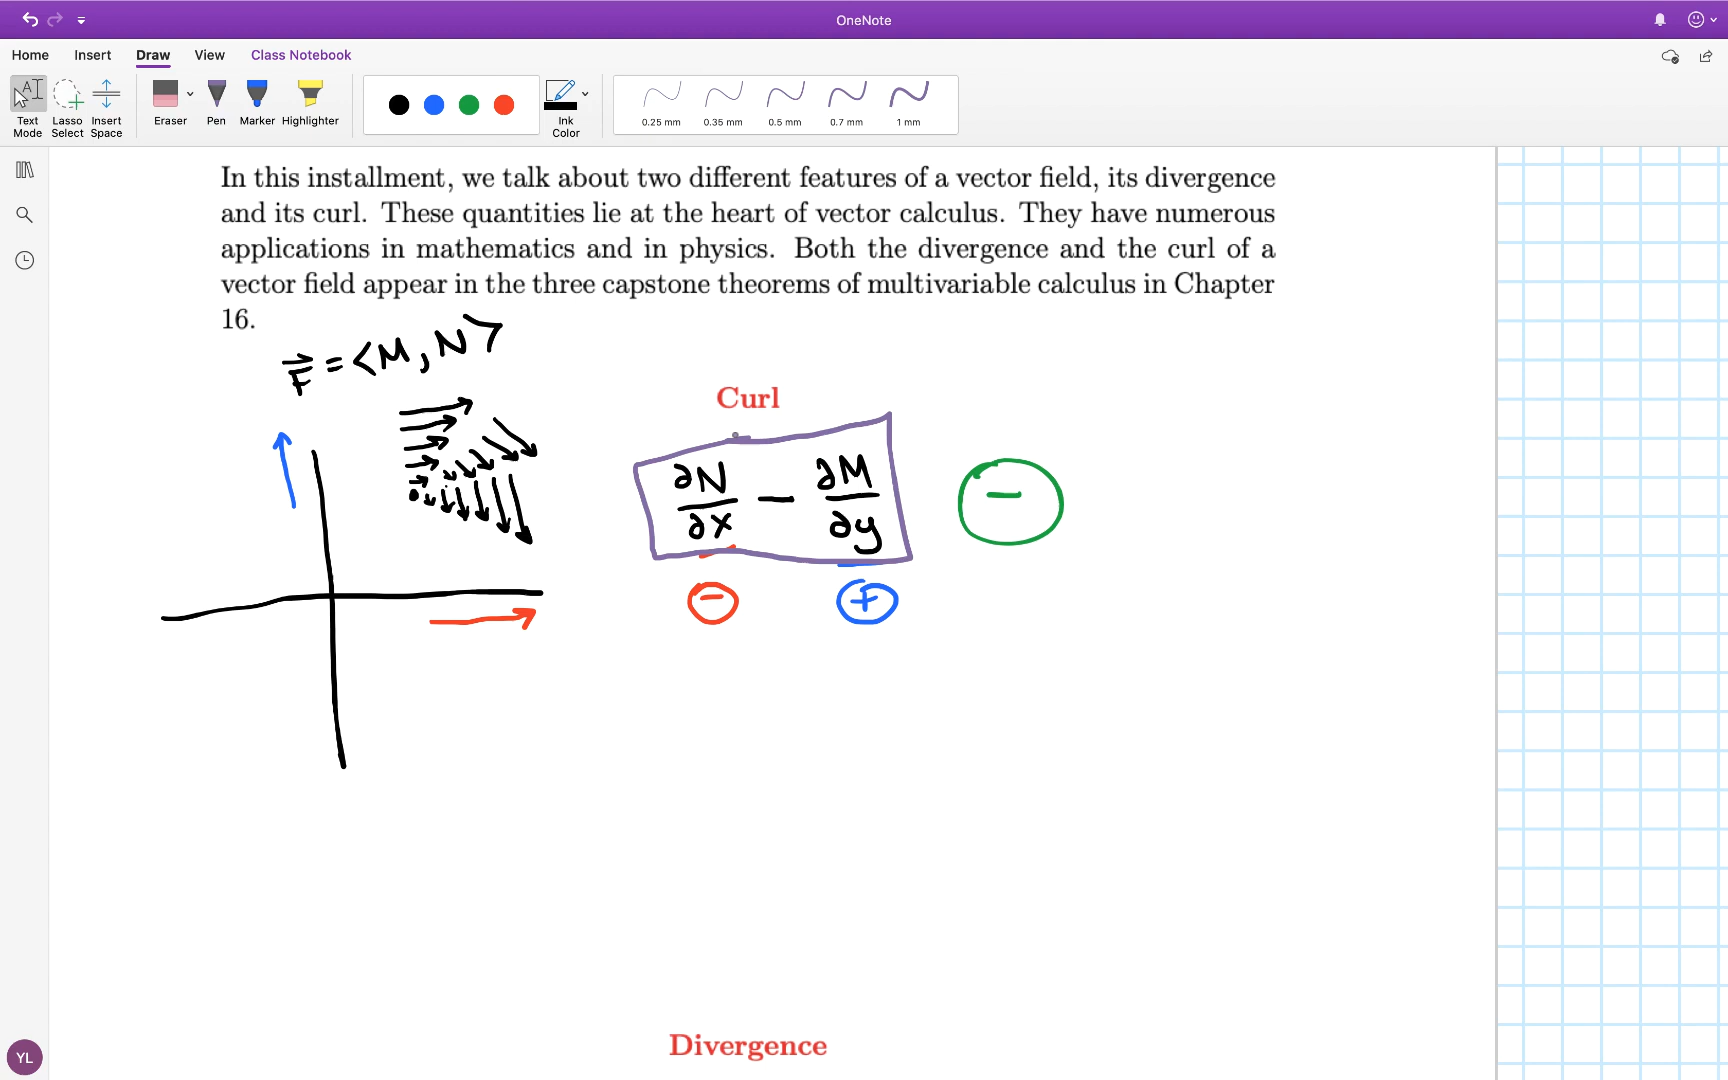 OneNote
Home Insert Draw View Class Notebook
Text Mode
Lasso Select
Insert Space
Eraser
Pen
Marker
Highlighter
Ink Color
0.25 mm
0.35 mm
0.5 mm
0.7 mm
1 mm
In this installment, we talk about two different features of a vector field, its divergence
and its curl. These quantities lie at the heart of vector calculus. They have numerous
applications in mathematics and in physics. Both the divergence and the curl of a
vector field appear in the three capstone theorems of multivariable calculus in Chapter
16.
F⃗ = <M, N>
Curl
∂N/∂x − ∂M/∂y
−
− +
Divergence
YL